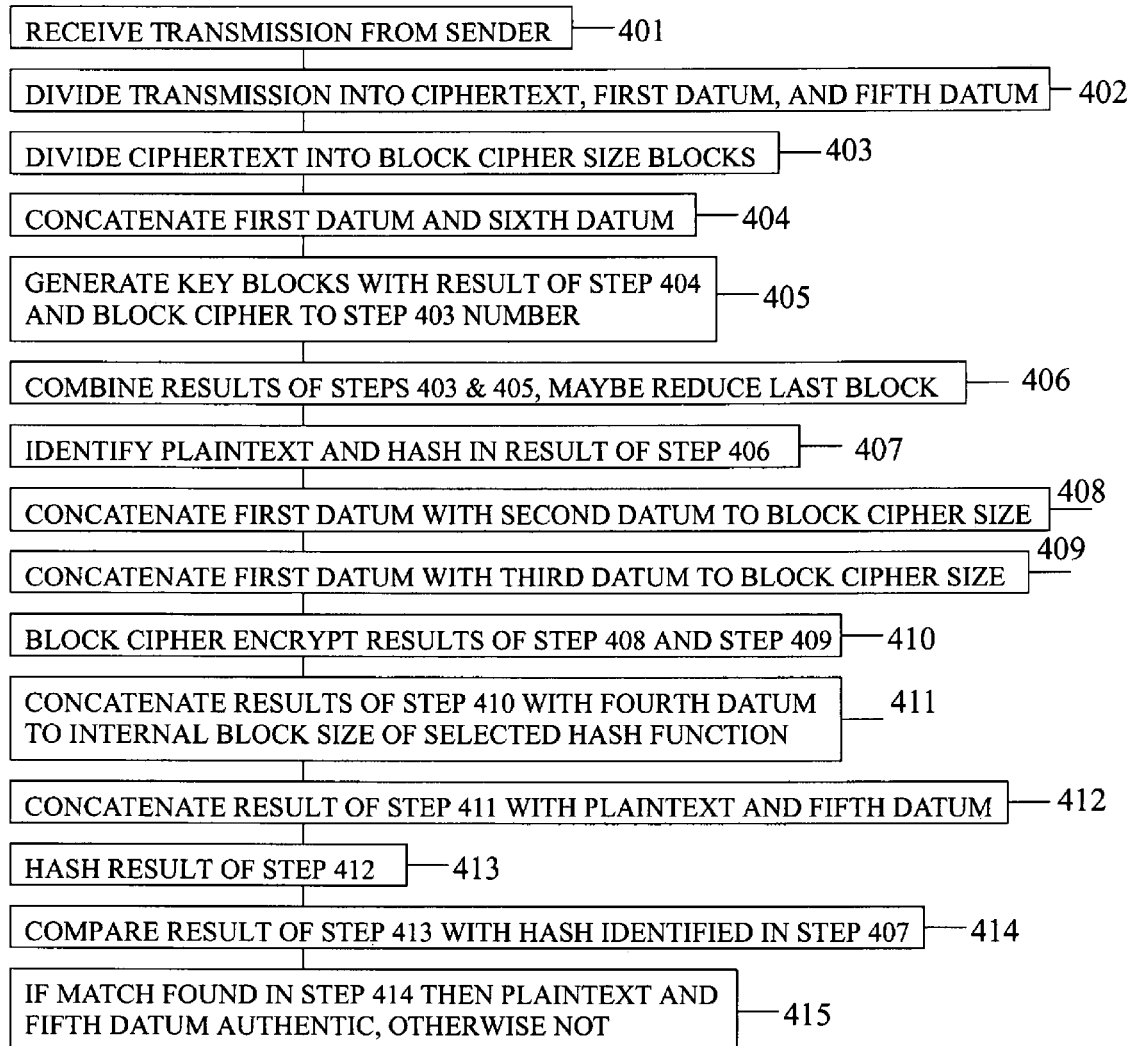 RECEIVE TRANSMISSION FROM SENDER 401
DIVIDE TRANSMISSION INTO CIPHERTEXT, FIRST DATUM, AND FIFTH DATUM 402
DIVIDE CIPHERTEXT INTO BLOCK CIPHER SIZE BLOCKS 403
CONCATENATE FIRST DATUM AND SIXTH DATUM 404
GENERATE KEY BLOCKS WITH RESULT OF STEP 404
AND BLOCK CIPHER TO STEP 403 NUMBER 405
COMBINE RESULTS OF STEPS 403 & 405, MAYBE REDUCE LAST BLOCK 406
IDENTIFY PLAINTEXT AND HASH IN RESULT OF STEP 406 407
CONCATENATE FIRST DATUM WITH SECOND DATUM TO BLOCK CIPHER SIZE 408
CONCATENATE FIRST DATUM WITH THIRD DATUM TO BLOCK CIPHER SIZE 409
BLOCK CIPHER ENCRYPT RESULTS OF STEP 408 AND STEP 409 410
CONCATENATE RESULTS OF STEP 410 WITH FOURTH DATUM 411
TO INTERNAL BLOCK SIZE OF SELECTED HASH FUNCTION
CONCATENATE RESULT OF STEP 411 WITH PLAINTEXT AND FIFTH DATUM 412
HASH RESULT OF STEP 412 413
COMPARE RESULT OF STEP 413 WITH HASH IDENTIFIED IN STEP 407 414
IF MATCH FOUND IN STEP 414 THEN PLAINTEXT AND
FIFTH DATUM AUTHENTIC, OTHERWISE NOT 415